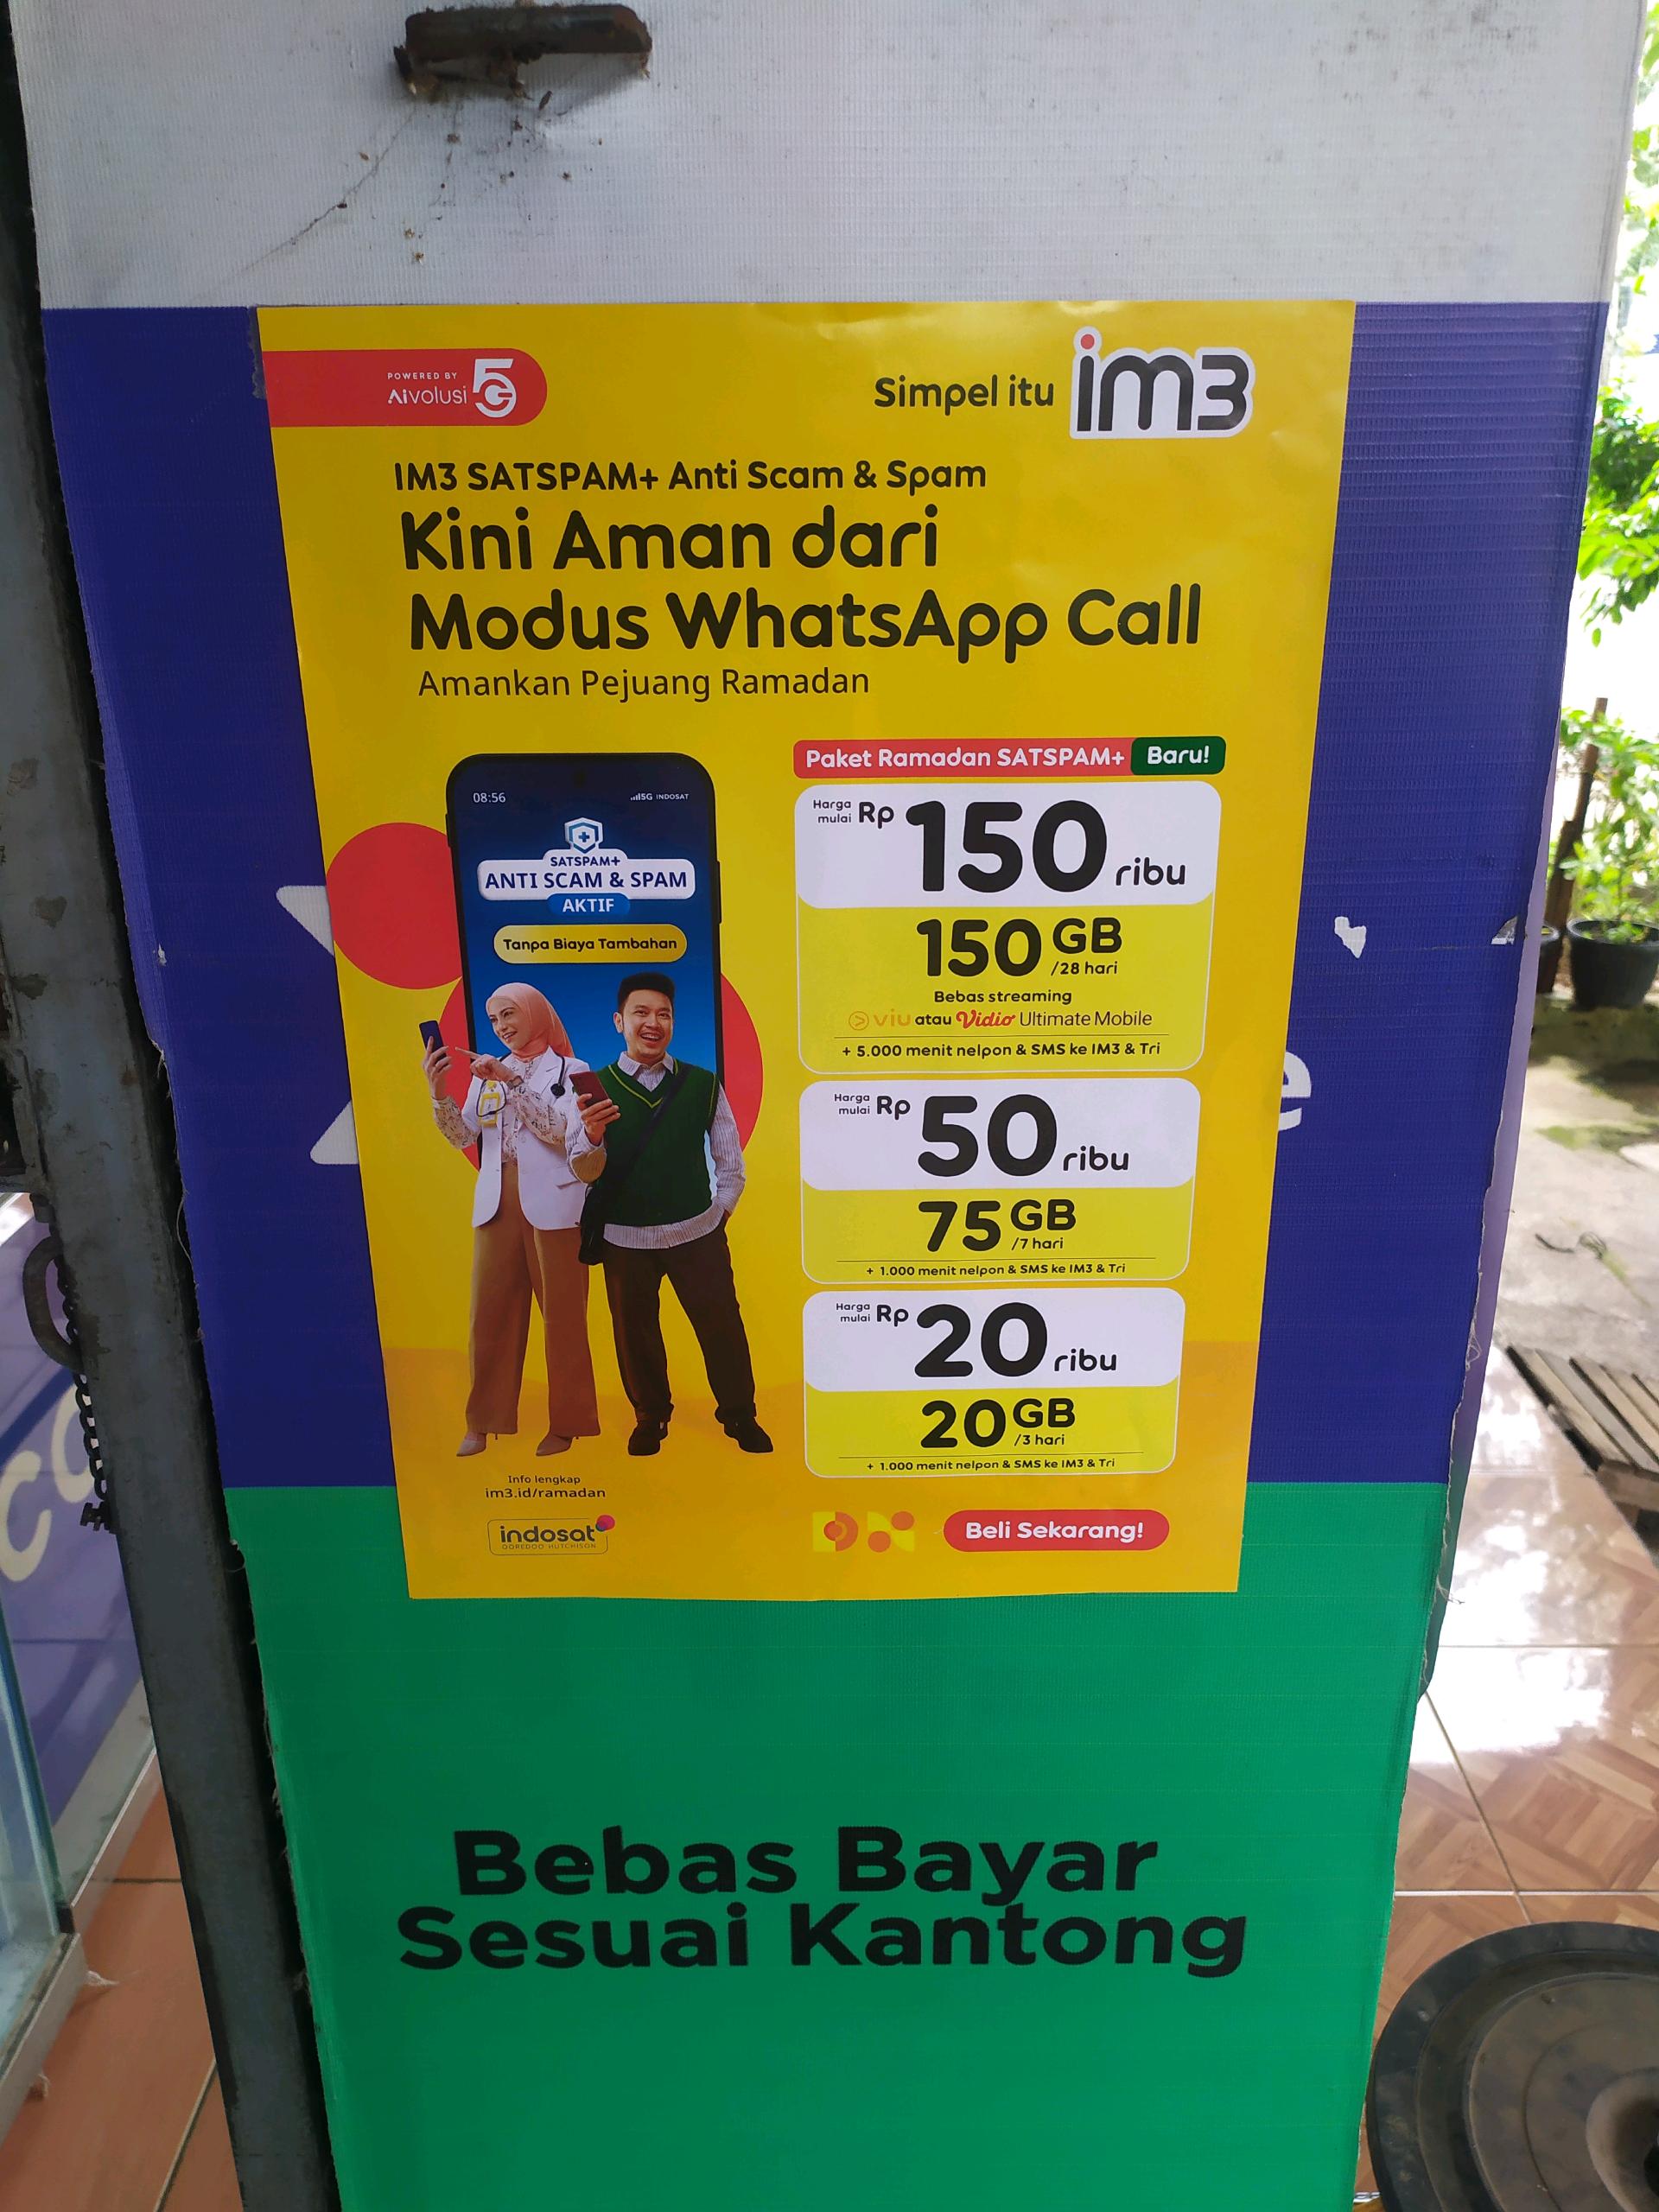 POWERED BY
AIvolusi 5G
Simpel itu im3
IM3 SATSPAM+ Anti Scam & Spam
Kini Aman dari
Modus WhatsApp Call
Amankan Pejuang Ramadan
08:56
5G INDOSAT
SATSPAM+
ANTI SCAM & SPAM
AKTIF
Tanpa Biaya Tambahan
Paket Ramadan SATSPAM+ Baru!
Harga mulai Rp 150 ribu
150 GB
/28 hari
Bebas streaming
viu atau Vidio Ultimate Mobile
+ 5.000 menit nelpon & SMS ke IM3 & Tri
Harga mulai Rp 50 ribu
75 GB
/7 hari
+ 1.000 menit nelpon & SMS ke IM3 & Tri
Harga mulai Rp 20 ribu
20 GB
/3 hari
+ 1.000 menit nelpon & SMS ke IM3 & Tri
Info lengkap
im3.id/ramadan
indosat
OOREDOO HUTCHISON
Beli Sekarang!
Bebas Bayar
Sesuai Kantong